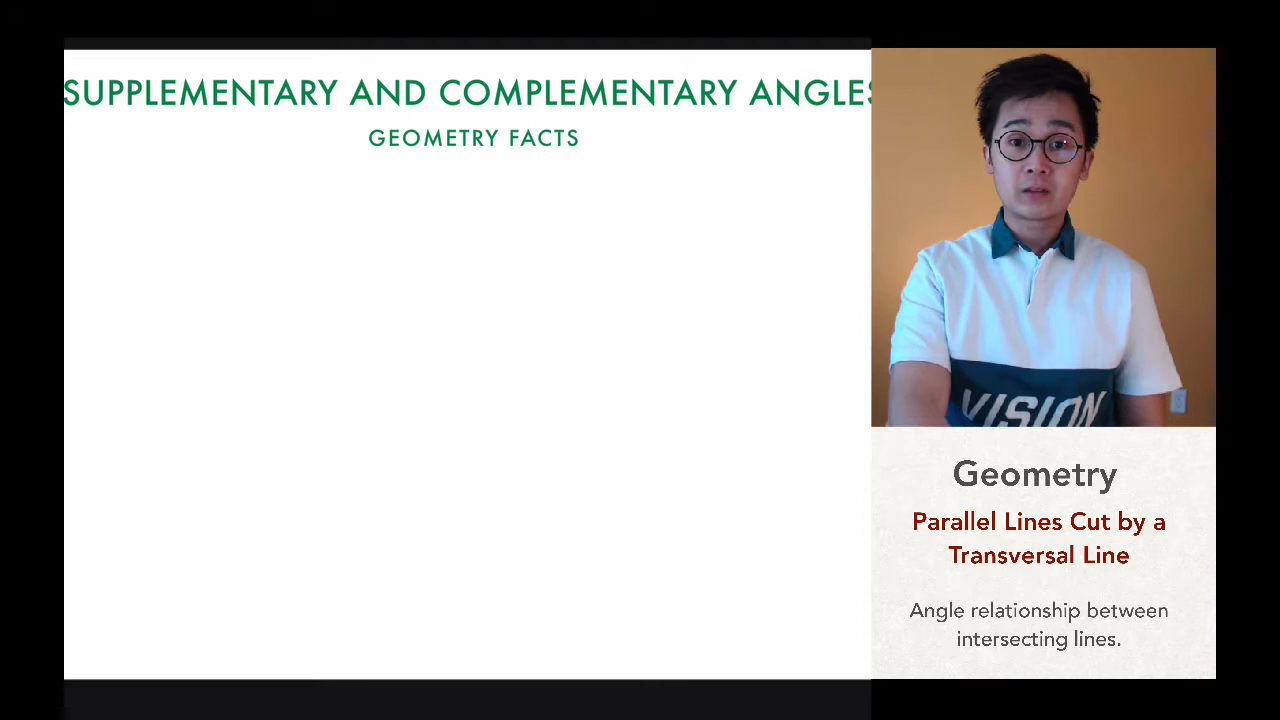 SUPPLEMENTARY AND COMPLEMENTARY ANGLES
GEOMETRY FACTS
VISION
Geometry
Parallel Lines Cut by a
Transversal Line
Angle relationship between
intersecting lines.